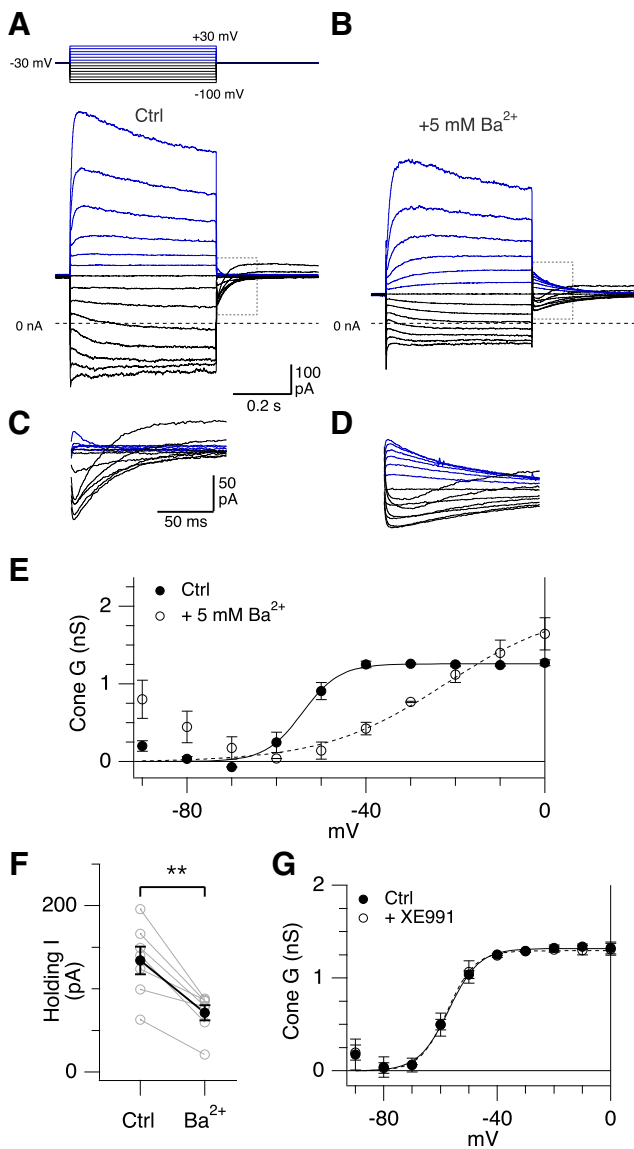 A
B
+30 mV
-30 mV
-100 mV
Ctrl
+5 mM Ba2+
0 nA
0 nA
100
pA
0.2 s
C
D
50
pA
50 ms
E
Ctrl
+ 5 mM Ba2+
2
1
0
Cone G (nS)
-80
-40
0
mV
F
**
200
0
Holding I
(pA)
Ctrl
Ba2+
G
2
Ctrl
+ XE991
1
0
Cone G (nS)
-80
-40
0
mV